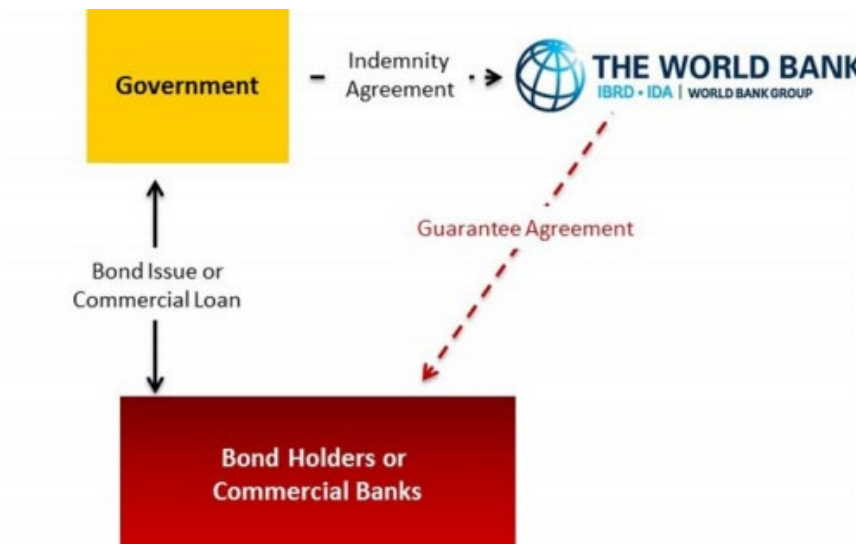 Government
Indemnity
Agreement
THE WORLD BANK
IBRD • IDA | WORLD BANK GROUP
Guarantee Agreement
Bond Issue or
Commercial Loan
Bond Holders or
Commercial Banks